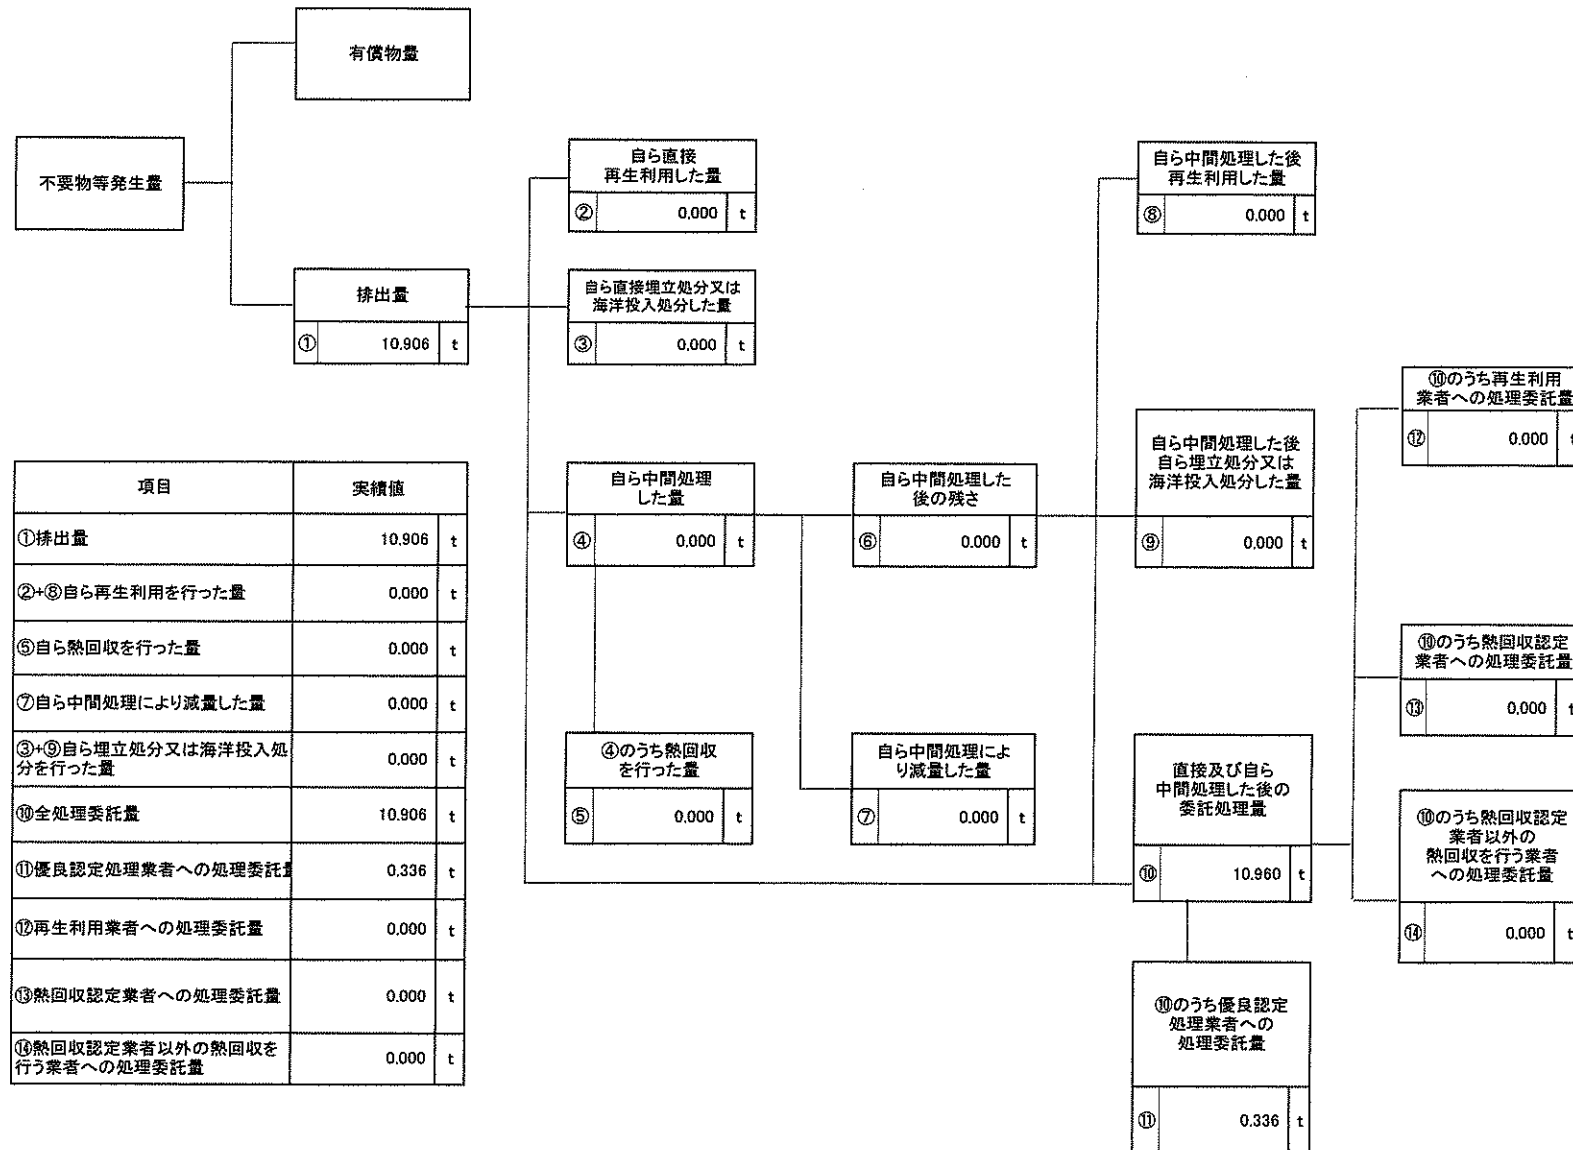 有償物量
不要物等発生量
排出量
① 10.906 t
自ら直接
再生利用した量
② 0.000 t
自ら直接埋立処分又は
海洋投入処分した量
③ 0.000 t
自ら中間処理
した量
④ 0.000 t
④のうち熱回収
を行った量
⑤ 0.000 t
自ら中間処理した
後の残さ
⑥ 0.000 t
自ら中間処理によ
り減量した量
⑦ 0.000 t
自ら中間処理した後
再生利用した量
⑧ 0.000 t
自ら中間処理した後
自ら埋立処分又は
海洋投入処分した量
⑨ 0.000 t
直接及び自ら
中間処理した後の
委託処理量
⑩ 10.960 t
⑩のうち優良認定
処理業者への
処理委託量
⑪ 0.336 t
⑩のうち再生利用
業者への処理委託量
⑫ 0.000 t
⑩のうち熱回収認定
業者への処理委託量
⑬ 0.000 t
⑩のうち熱回収認定
業者以外の
熱回収を行う業者
への処理委託量
⑭ 0.000 t
項目 実績値
①排出量 10.906 t
②+⑧自ら再生利用を行った量 0.000 t
⑤自ら熱回収を行った量 0.000 t
⑦自ら中間処理により減量した量 0.000 t
③+⑨自ら埋立処分又は海洋投入処
分を行った量 0.000 t
⑩全処理委託量 10.906 t
⑪優良認定処理業者への処理委託量 0.336 t
⑫再生利用業者への処理委託量 0.000 t
⑬熱回収認定業者への処理委託量 0.000 t
⑭熱回収認定業者以外の熱回収を
行う業者への処理委託量 0.000 t